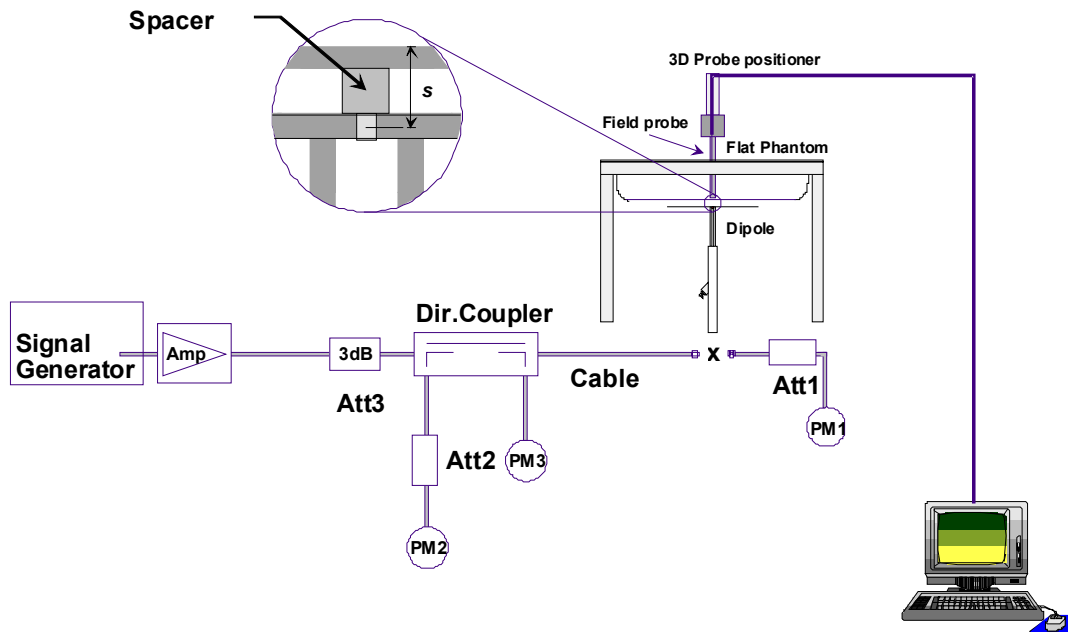 Spacer
s
3D Probe positioner
Field probe
Flat Phantom
Dipole
Dir.Coupler
Signal
Generator
Amp
3dB
Att3
Cable
x
Att1
PM1
Att2
PM3
PM2